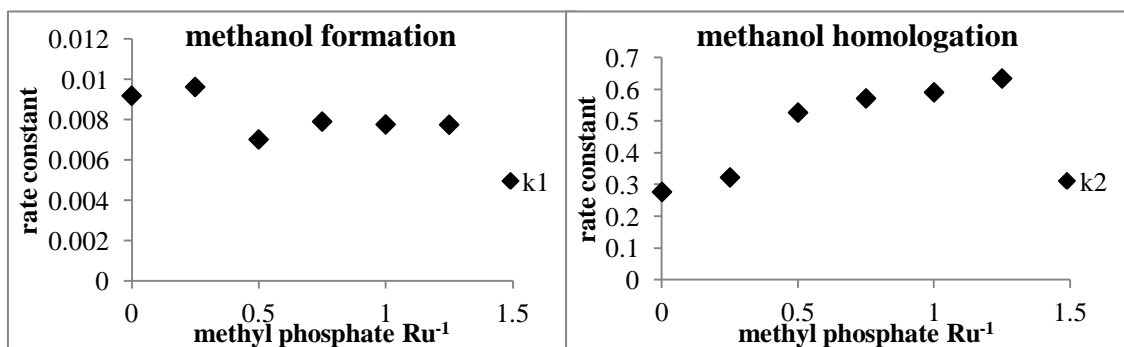 methanol formation
rate constant
0.012
0.01
0.008
0.006
0.004
0.002
0
0 0.5 1 1.5
methyl phosphate Ru⁻¹
k1
methanol homologation
rate constant
0.7
0.6
0.5
0.4
0.3
0.2
0.1
0
0 0.5 1 1.5
methyl phosphate Ru⁻¹
k2